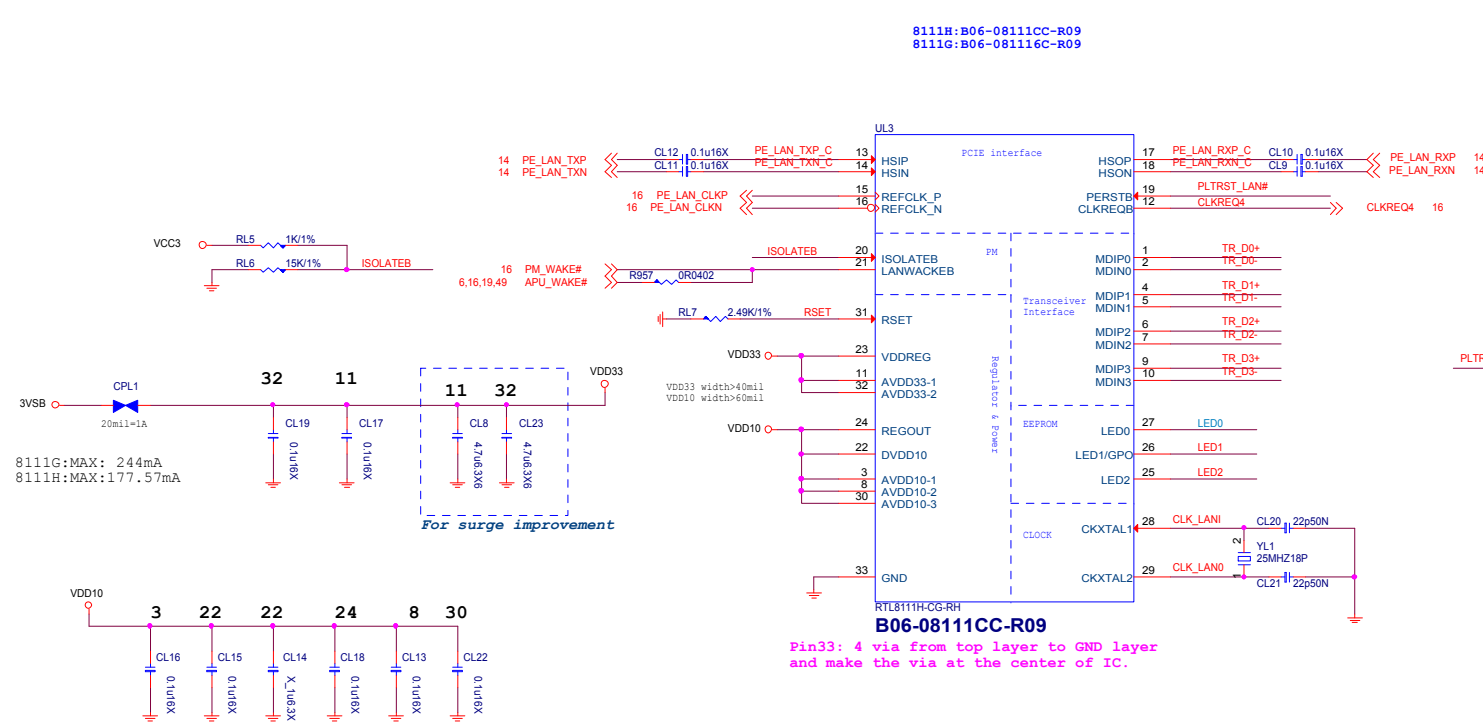 8111H:B06-08111CC-R09
8111G:B06-081116C-R09
UL3
PCIE interface
14 PE_LAN_TXP
CL12 0.1u16X
PE_LAN_TXP_C
13
HSIP
14 PE_LAN_TXN
CL11 0.1u16X
PE_LAN_TXN_C
14
HSIN
16 PE_LAN_CLKP
15
REFCLK_P
16 PE_LAN_CLKN
16
REFCLK_N
HSOP
17
PE_LAN_RXP_C
CL10 0.1u16X
PE_LAN_RXP
14
HSON
18
PE_LAN_RXN_C
CL9 0.1u16X
PE_LAN_RXN
14
PERSTB
19
PLTRST_LAN#
CLKREQB
12
CLKREQ4
CLKREQ4 16
VCC3
RL5 1K/1%
RL6 15K/1%
ISOLATEB
ISOLATEB
20
ISOLATEB
PM
16 PM_WAKE#
21
LANWACKEB
6,16,19,49 APU_WAKE#
R957 0R0402
MDIP0
1
TR_D0+
MDIN0
2
TR_D0-
Transceiver
Interface
MDIP1
4
TR_D1+
MDIN1
5
TR_D1-
RL7 2.49K/1%
RSET
31
RSET
MDIP2
6
TR_D2+
MDIN2
7
TR_D2-
VDD33
23
VDDREG
11
AVDD33-1
32
AVDD33-2
VDD33 width>40mil
VDD10 width>60mil
Regulator & Power
MDIP3
9
TR_D3+
MDIN3
10
TR_D3-
PLTR
VDD10
24
REGOUT
22
DVDD10
3
AVDD10-1
8
AVDD10-2
30
AVDD10-3
EEPROM
LED0
27
LED0
LED1/GPO
26
LED1
LED2
25
LED2
CLOCK
CKXTAL1
28
CLK_LANI
CL20 22p50N
2
YL1
25MHZ18P
1
CKXTAL2
29
CLK_LAN0
CL21 22p50N
33
GND
RTL8111H-CG-RH
B06-08111CC-R09
Pin33: 4 via from top layer to GND layer
and make the via at the center of IC.
3VSB
CPL1
20mil=1A
32
11
11
32
VDD33
CL19
0.1u16X
CL17
0.1u16X
CL8
4.7u6.3X6
CL23
4.7u6.3X6
8111G:MAX: 244mA
8111H:MAX:177.57mA
For surge improvement
VDD10
3
22
22
24
8
30
CL16
0.1u16X
CL15
0.1u16X
CL14
X_1u6.3X
CL18
0.1u16X
CL13
0.1u16X
CL22
0.1u16X